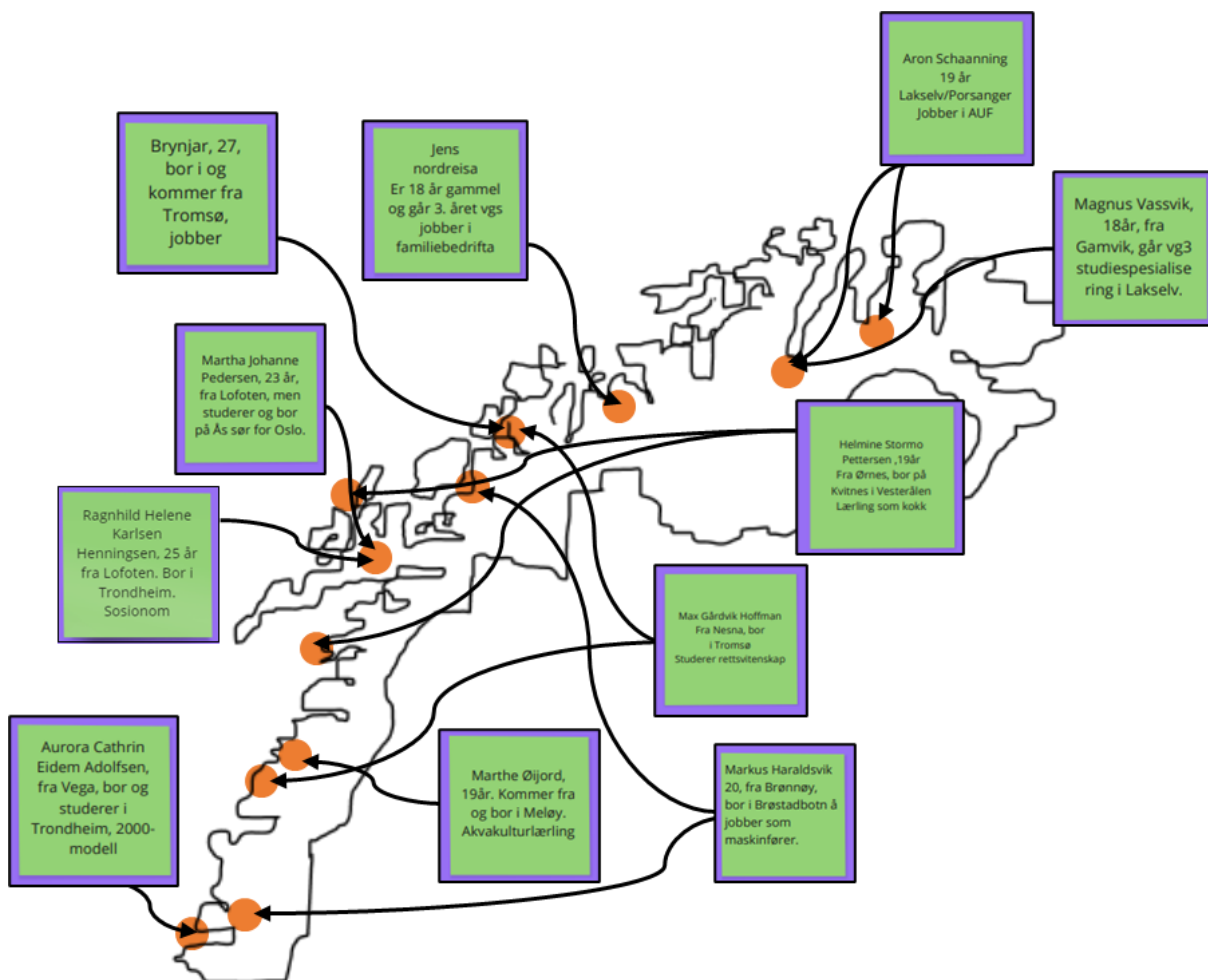 Aron Schaanning
19 år
Lakselv/Porsanger
Jobber i AUF
Brynjar, 27,
bor i og
kommer fra
Tromsø,
jobber
Jens
nordreisa
Er 18 år gammel
og går 3. året vgs
jobber i
familiebedrifta
Magnus Vassvik,
18år, fra
Gamvik, går vg3
studiespesialise
ring i Lakselv.
Martha Johanne
Pedersen, 23 år,
fra Lofoten, men
studerer og bor
på Ås sør for Oslo.
Helmine Stormo
Pettersen ,19år
Fra Ørnes, bor på
Kvitnes i Vesterålen
Lærling som kokk
Ragnhild Helene
Karlsen
Henningsen, 25 år
fra Lofoten. Bor i
Trondheim.
Sosionom
Max Gårdvik Hoffman
Fra Nesna, bor
i Tromsø
Studerer rettsvitenskap
Aurora Cathrin
Eidem Adolfsen,
fra Vega, bor og
studerer i
Trondheim, 2000-
modell
Marthe Øijord,
19år. Kommer fra
og bor i Meløy.
Akvakulturlærling
Markus Haraldsvik
20, fra Brønnøy,
bor i Brøstadbotn å
jobber som
maskinfører.